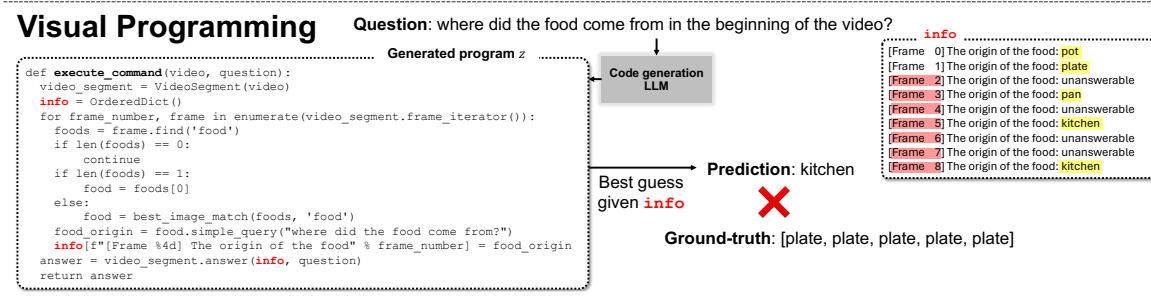 Visual Programming
Question: where did the food come from in the beginning of the video?
Generated program z
def execute_command(video, question):
  video_segment = VideoSegment(video)
  info = OrderedDict()
  for frame_number, frame in enumerate(video_segment.frame_iterator()):
    foods = frame.find('food')
    if len(foods) == 0:
        continue
    if len(foods) == 1:
        food = foods[0]
    else:
        food = best_image_match(foods, 'food')
    food_origin = food.simple_query("where did the food come from?")
    info[f"[Frame %4d] The origin of the food" % frame_number] = food_origin
  answer = video_segment.answer(info, question)
  return answer
Code generation
LLM
Best guess
given info
Prediction: kitchen
Ground-truth: [plate, plate, plate, plate, plate]
info
[Frame   0] The origin of the food: pot
[Frame   1] The origin of the food: plate
[Frame   2] The origin of the food: unanswerable
[Frame   3] The origin of the food: pan
[Frame   4] The origin of the food: unanswerable
[Frame   5] The origin of the food: kitchen
[Frame   6] The origin of the food: unanswerable
[Frame   7] The origin of the food: unanswerable
[Frame   8] The origin of the food: kitchen